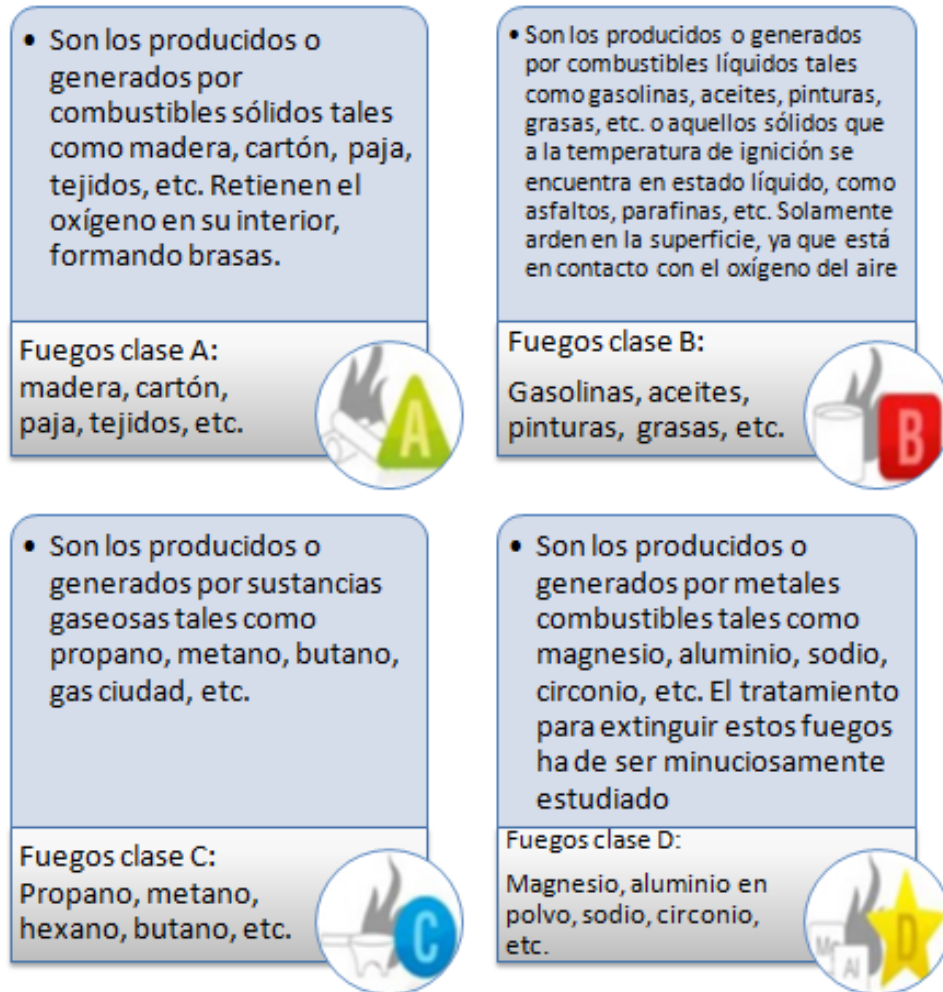 • Son los producidos o
generados por
combustibles sólidos tales
como madera, cartón, paja,
tejidos, etc. Retienen el
oxígeno en su interior,
formando brasas.
Fuegos clase A:
madera, cartón,
paja, tejidos, etc.
A
• Son los producidos o generados
por combustibles líquidos tales
como gasolinas, aceites, pinturas,
grasas, etc. o aquellos sólidos que
a la temperatura de ignición se
encuentra en estado líquido, como
asfaltos, parafinas, etc. Solamente
arden en la superficie, ya que está
en contacto con el oxígeno del aire
Fuegos clase B:
Gasolinas, aceites,
pinturas, grasas, etc.
B
• Son los producidos o
generados por sustancias
gaseosas tales como
propano, metano, butano,
gas ciudad, etc.
Fuegos clase C:
Propano, metano,
hexano, butano, etc.
C
• Son los producidos o
generados por metales
combustibles tales como
magnesio, aluminio, sodio,
circonio, etc. El tratamiento
para extinguir estos fuegos
ha de ser minuciosamente
estudiado
Fuegos clase D:
Magnesio, aluminio en
polvo, sodio, circonio,
etc.
D
Al